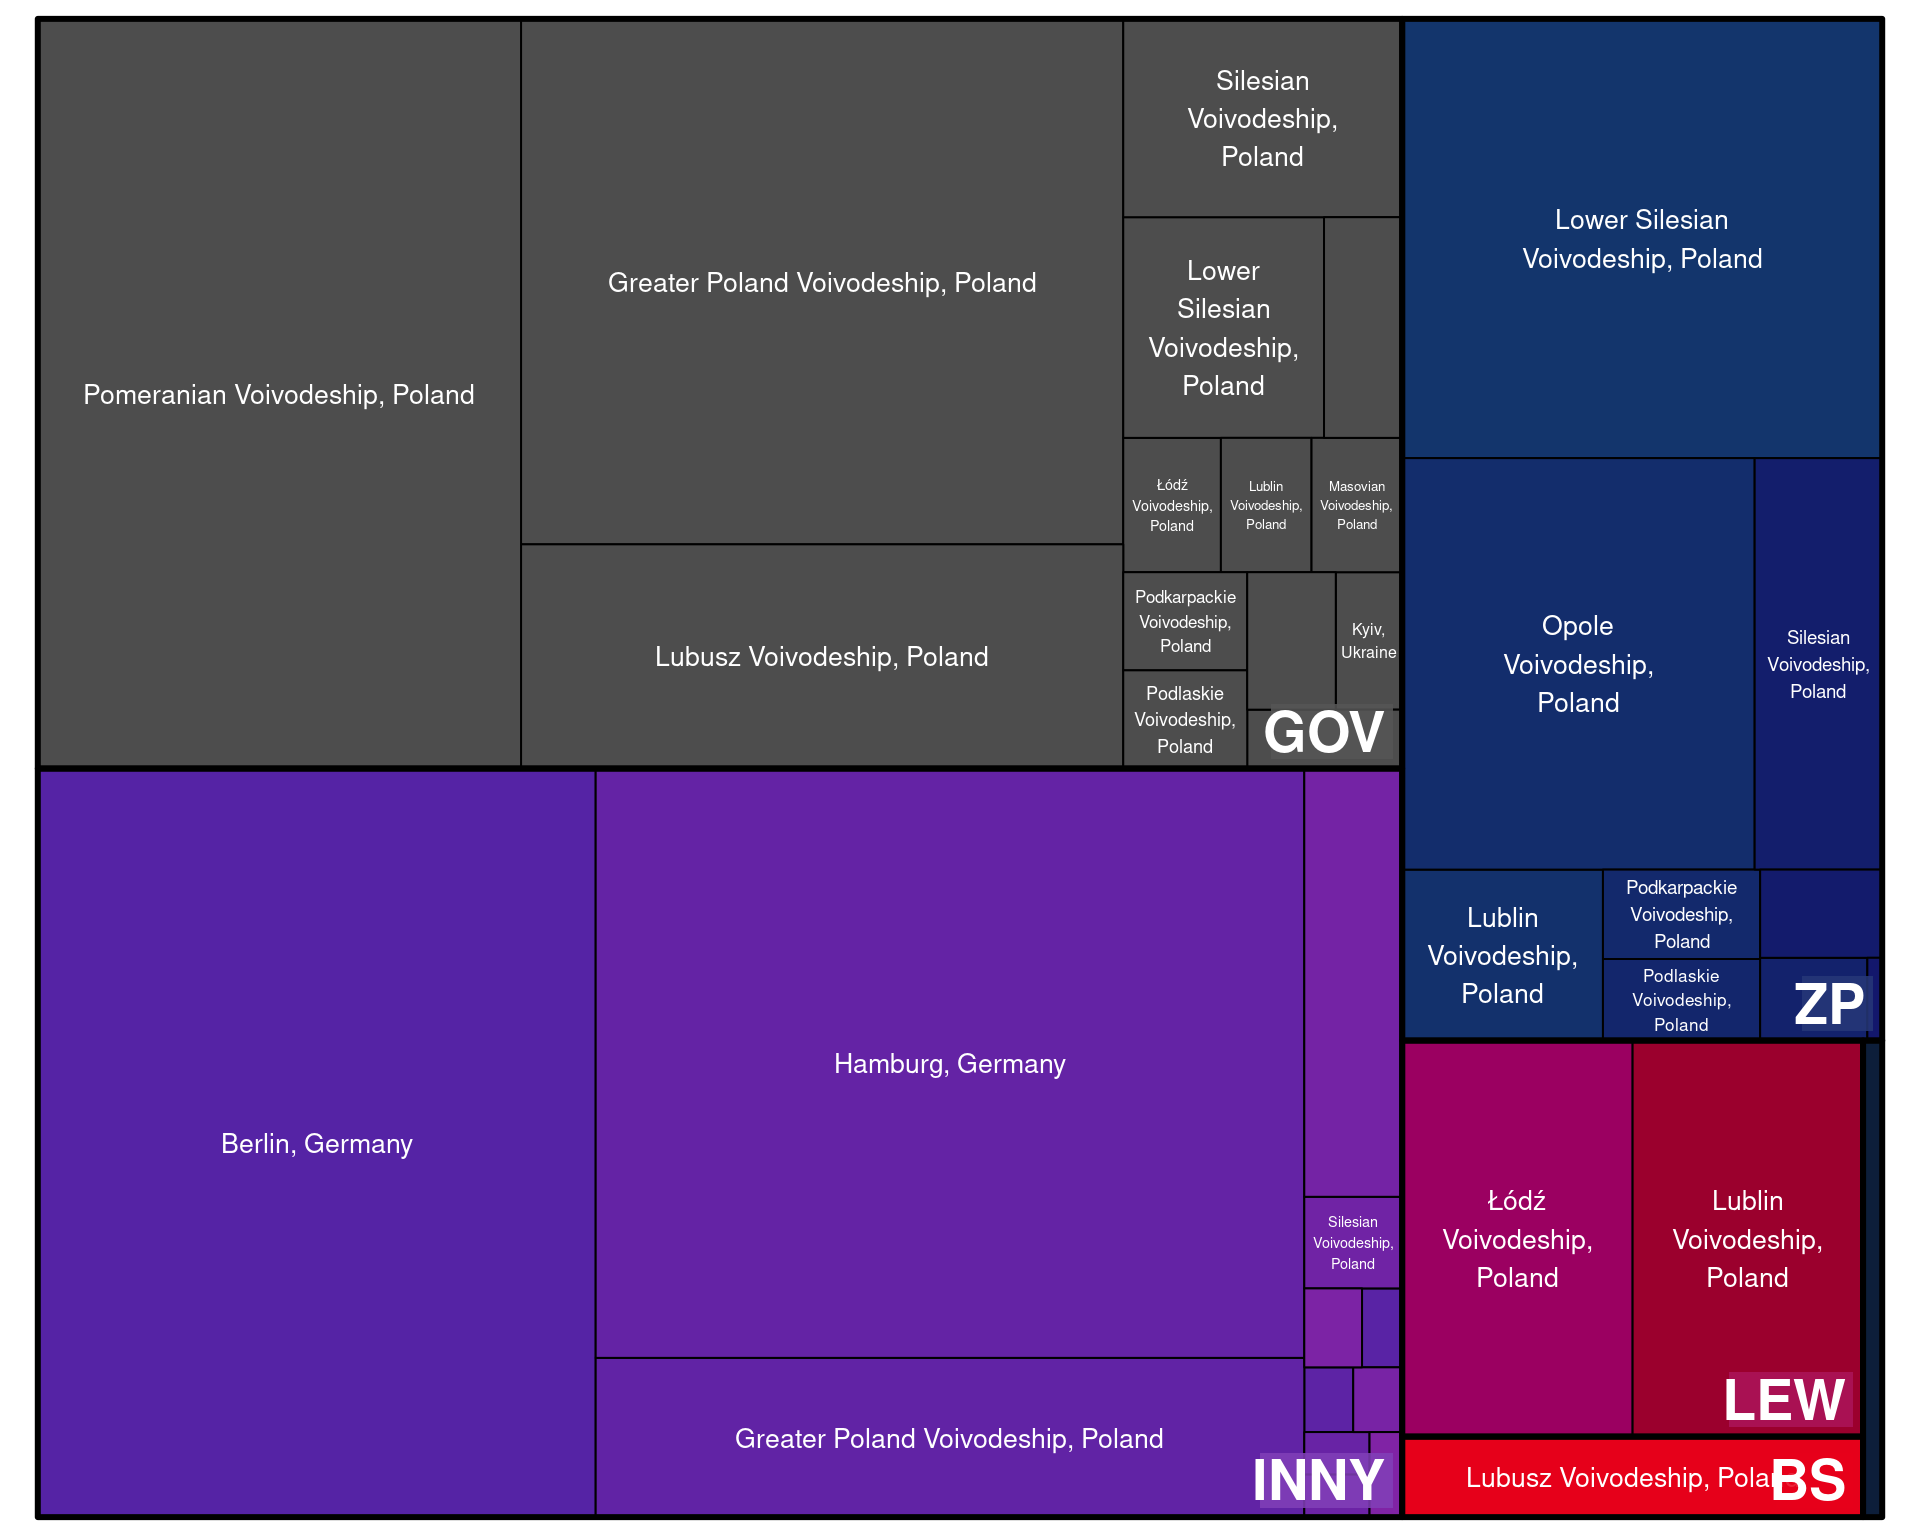 Pomeranian Voivodeship, Poland
Greater Poland Voivodeship, Poland
Lubusz Voivodeship, Poland
Silesian
Voivodeship,
Poland
Lower
Silesian
Voivodeship,
Poland
Łódź
Voivodeship,
Poland
Lublin
Voivodeship,
Poland
Masovian
Voivodeship,
Poland
Podkarpackie
Voivodeship,
Poland
Podlaskie
Voivodeship,
Poland
Kyiv,
Ukraine
GOV
Lower Silesian
Voivodeship, Poland
Opole
Voivodeship,
Poland
Silesian
Voivodeship,
Poland
Lublin
Voivodeship,
Poland
Podkarpackie
Voivodeship,
Poland
Podlaskie
Voivodeship,
Poland
ZP
Berlin, Germany
Hamburg, Germany
Greater Poland Voivodeship, Poland
Silesian
Voivodeship,
Poland
INNY
Łódź
Voivodeship,
Poland
Lublin
Voivodeship,
Poland
LEW
Lubusz Voivodeship,
BS